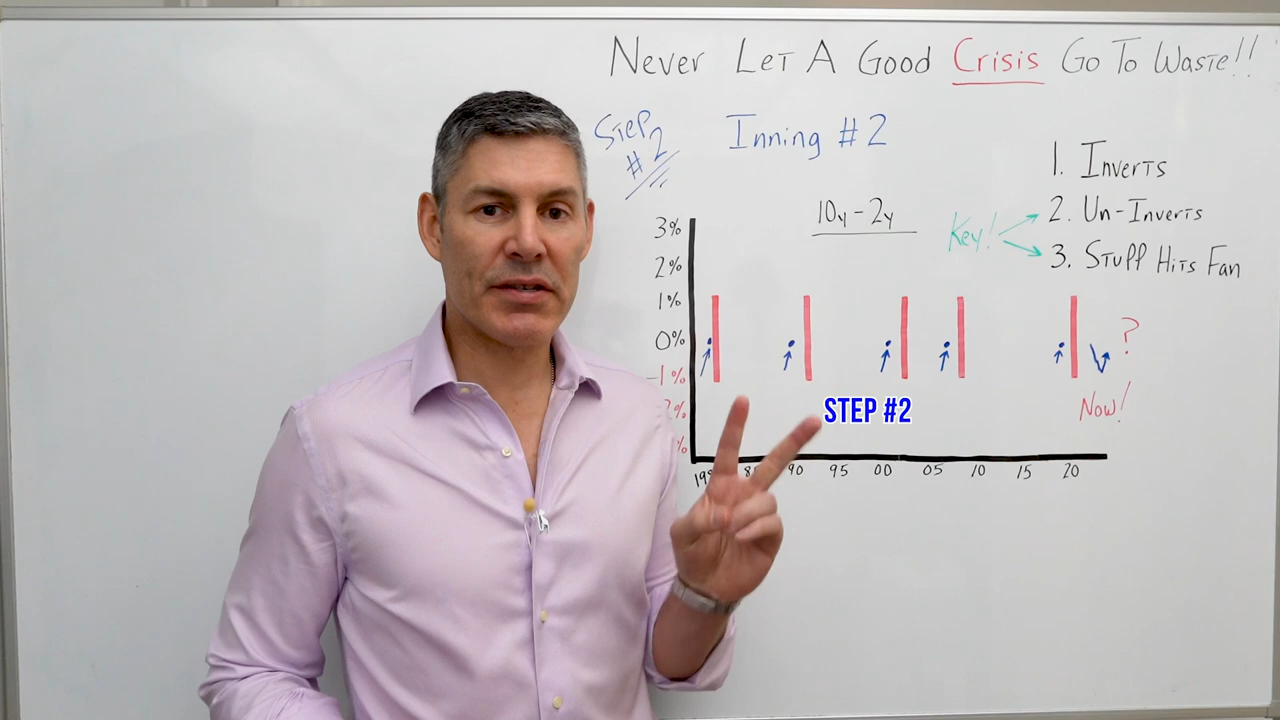 Never Let A Good Crisis Go To Waste!!
Step #2
Inning #2
1. Inverts
2. Un-Inverts
3. Stuff Hits Fan
Key!
10y-2y
3%
2%
1%
0%
-1%
?
Now!
STEP #2
90 95 00 05 10 15 20